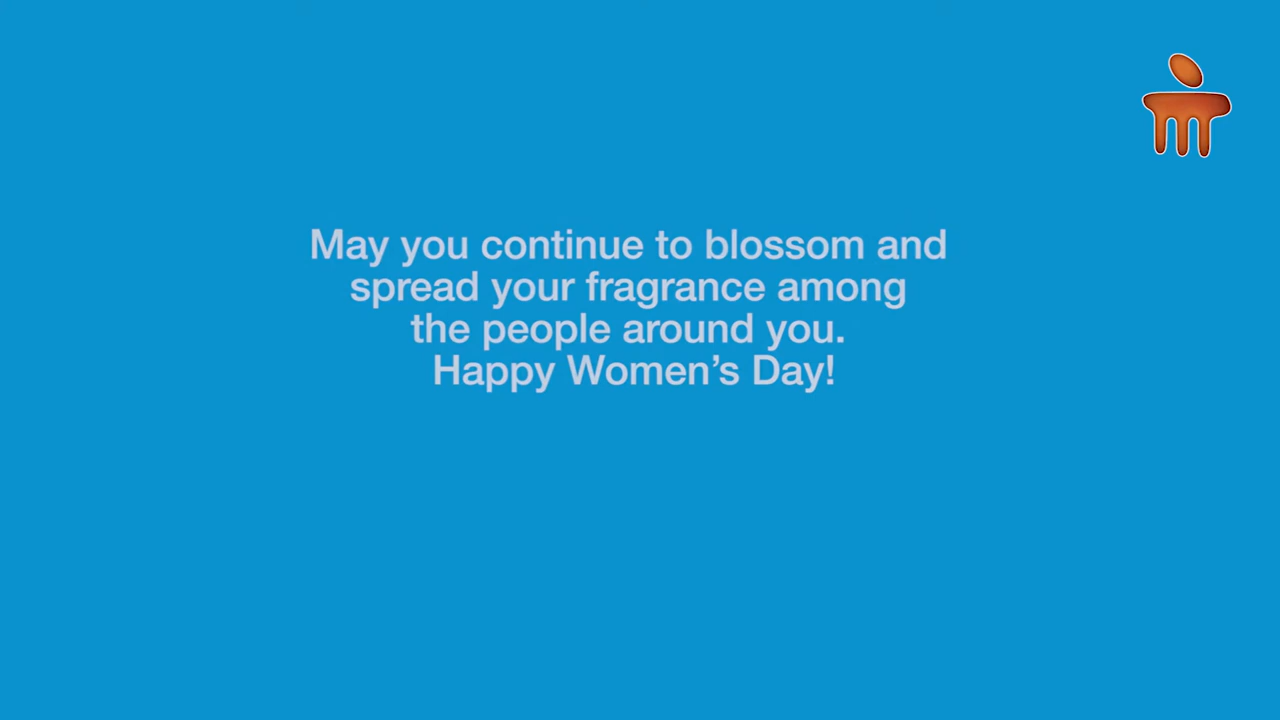 May you continue to blossom and
spread your fragrance among
the people around you.
Happy Women’s Day!